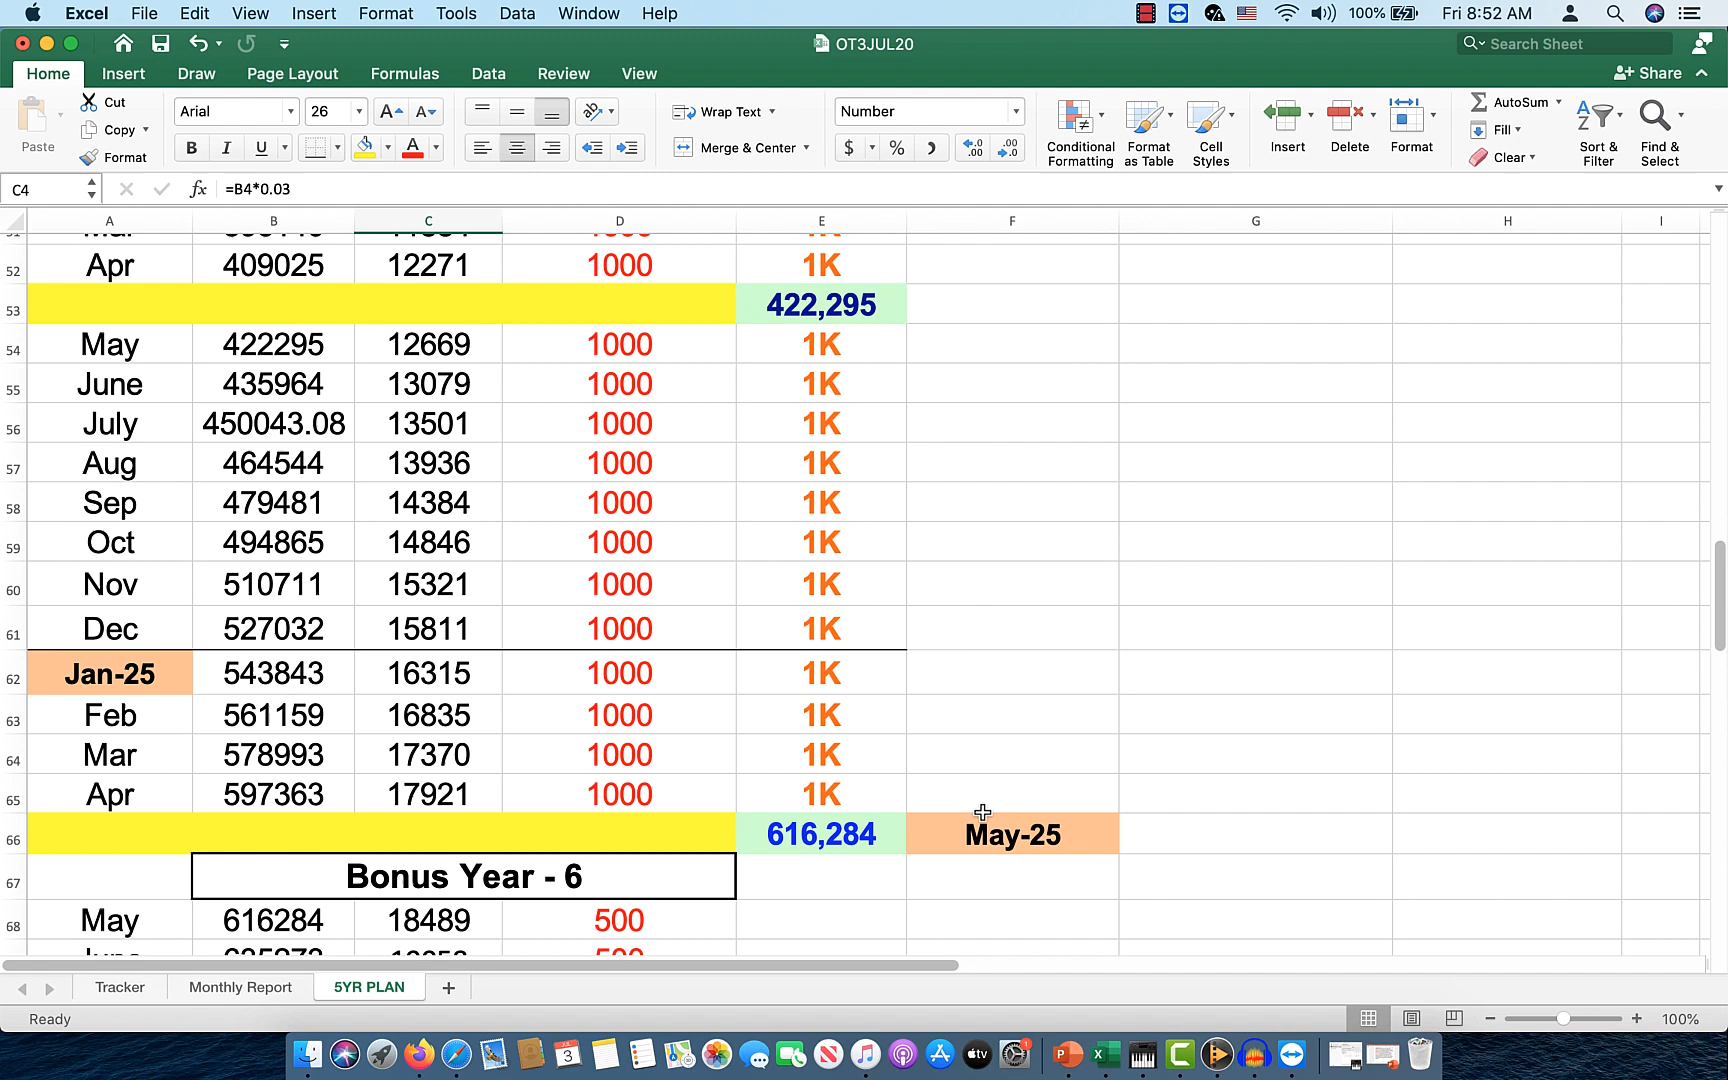 Excel File Edit View Insert Format Tools Data Window Help 100% Fri 8:52 AM
OT3JUL20 Search Sheet
Home Insert Draw Page Layout Formulas Data Review View Share
Paste Cut Copy Format
Arial 26 A A
B I U A
Wrap Text
Merge & Center
Number
$ % .00 .0 .00
Conditional Formatting
Format as Table
Cell Styles
Insert Delete Format
AutoSum
Fill
Clear
Sort & Filter
Find & Select
C4 fx =B4*0.03
A B C D E F G H I
52 Apr 409025 12271 1000 1K
53 422,295
54 May 422295 12669 1000 1K
55 June 435964 13079 1000 1K
56 July 450043.08 13501 1000 1K
57 Aug 464544 13936 1000 1K
58 Sep 479481 14384 1000 1K
59 Oct 494865 14846 1000 1K
60 Nov 510711 15321 1000 1K
61 Dec 527032 15811 1000 1K
62 Jan-25 543843 16315 1000 1K
63 Feb 561159 16835 1000 1K
64 Mar 578993 17370 1000 1K
65 Apr 597363 17921 1000 1K
66 616,284 May-25
67 Bonus Year - 6
68 May 616284 18489 500
Tracker Monthly Report 5YR PLAN +
Ready 100%
JUL 3 tv 1